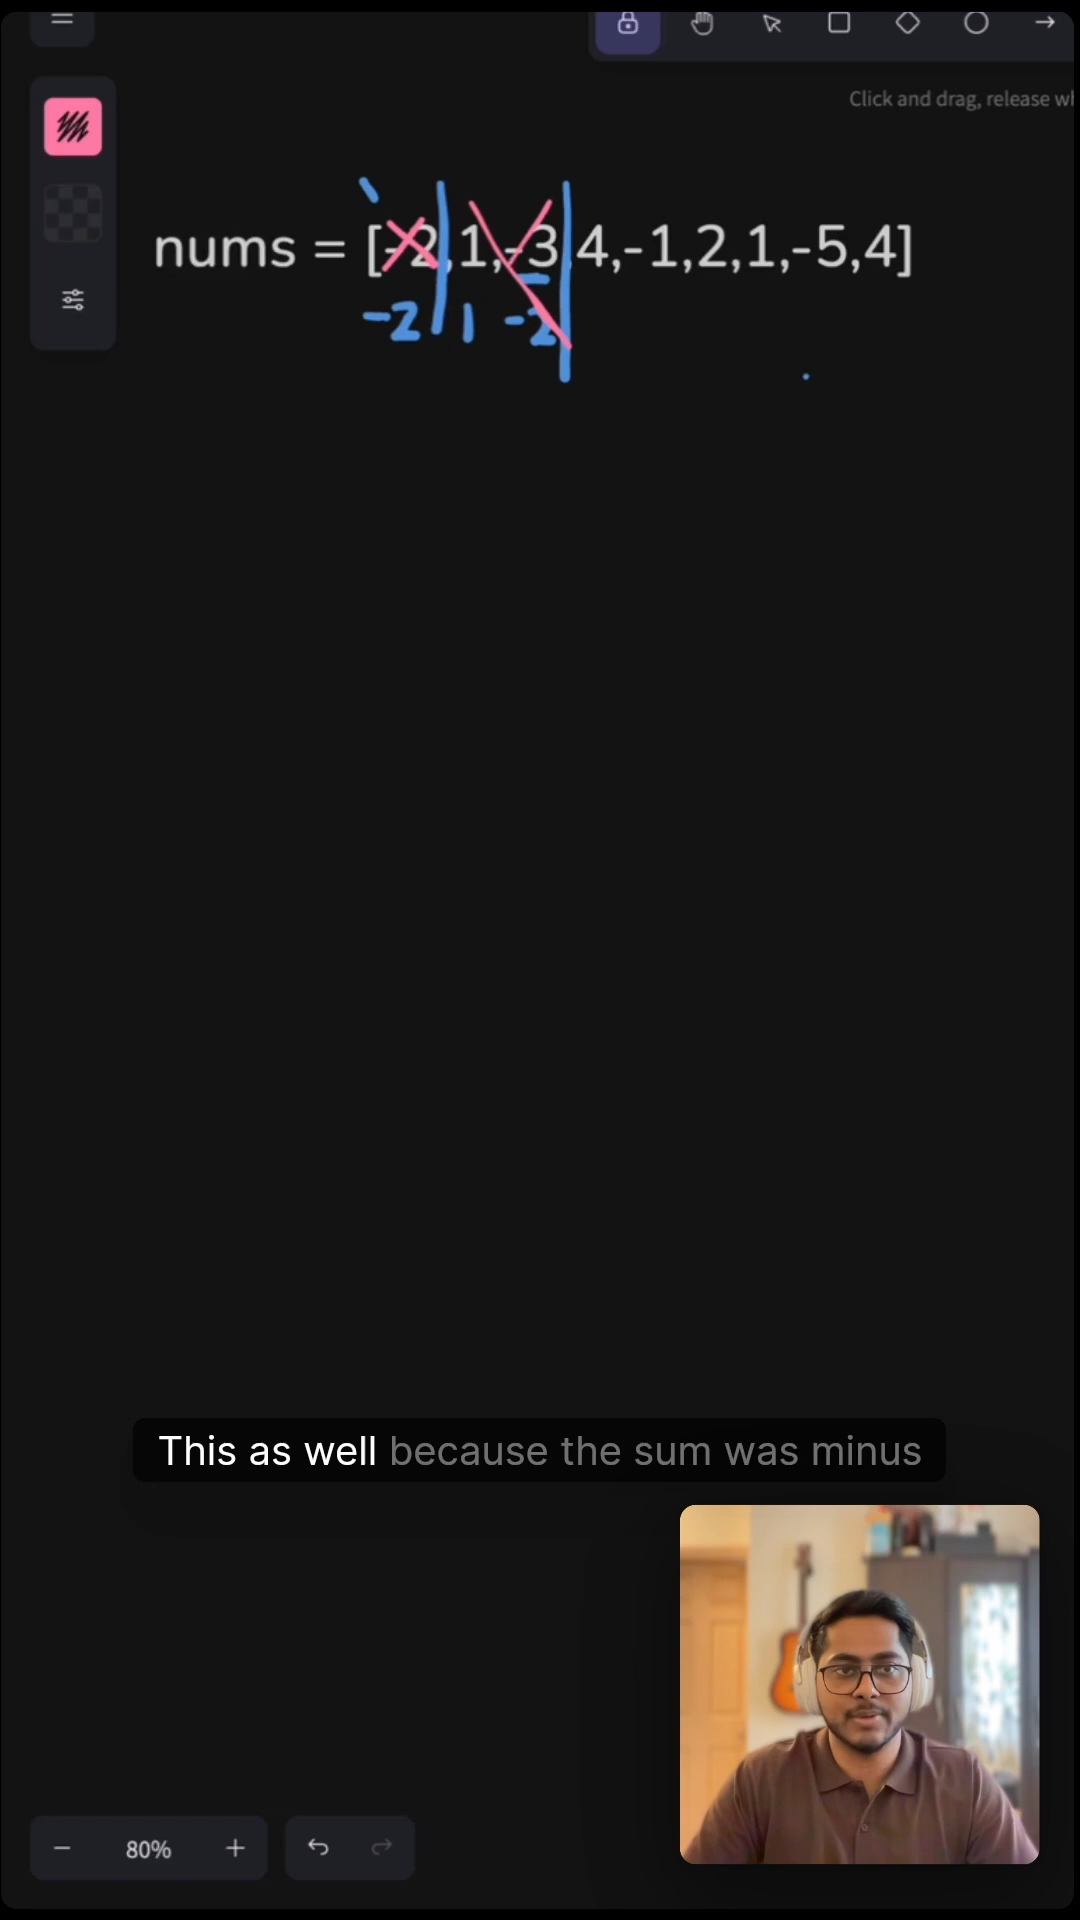 Click and drag, release wh
nums = [-2,1,-3,4,-1,2,1,-5,4]
-2 1 -2
This as well because the sum was minus
80%